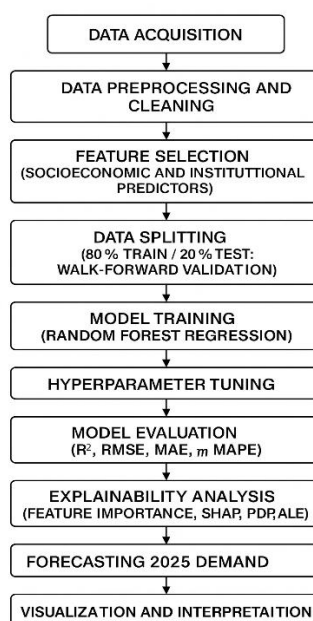 DATA ACQUISITION
DATA PREPROCESSING AND
CLEANING
FEATURE SELECTION
(SOCIOECONOMIC AND INSTITUTTIONAL
PREDICTORS)
DATA SPLITTING
(80 % TRAIN / 20 % TEST:
WALK-FORWARD VALIDATION)
MODEL TRAINING
(RANDOM FOREST REGRESSION)
HYPERPARAMETER TUNING
MODEL EVALUATION
(R², RMSE, MAE, m MAPE)
EXPLAINABILITY ANALYSIS
(FEATURE IMPORTANCE, SHAP, PDP, ALE)
FORECASTING 2025 DEMAND
VISUALIZATION AND INTERPRETAITION